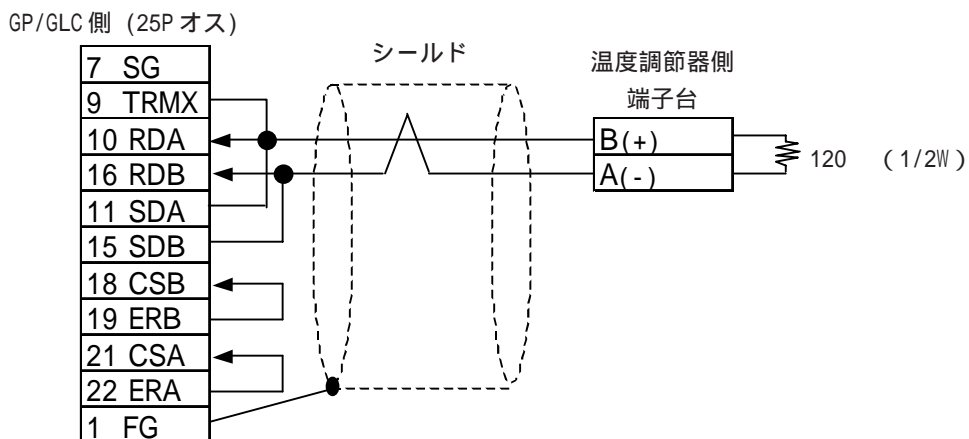 GP/GLC側 (25Pオス)
シールド
温度調節器側
端子台
7 SG
9 TRMX
10 RDA
16 RDB
11 SDA
15 SDB
18 CSB
19 ERB
21 CSA
22 ERA
1 FG
B(+)
A(-)
120 (1/2W)